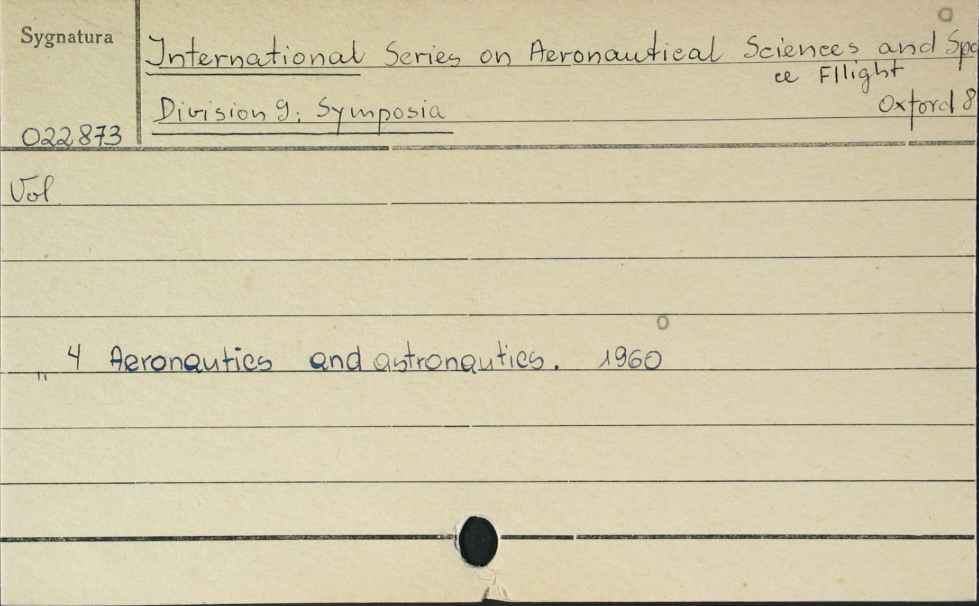 Sygnatura
International Series on Aeronautical Sciences and Spa
ce Fllight
Division 9: Symposia
Oxford 8
022873
Vol
" 4 Aeronautics and astronautics. 1960